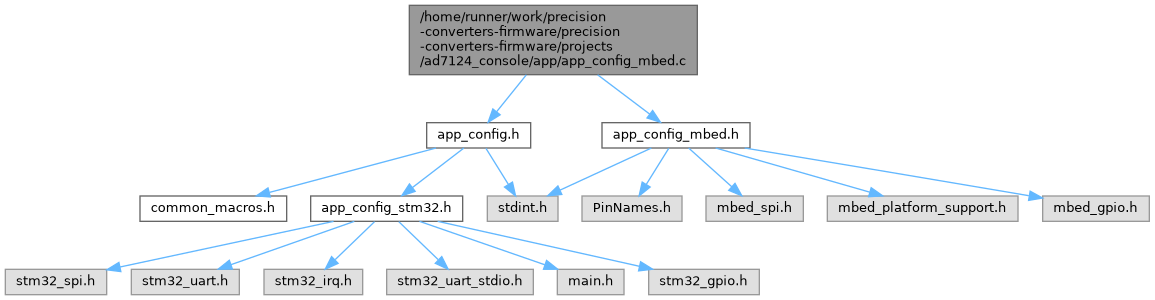 /home/runner/work/precision
-converters-firmware/precision
-converters-firmware/projects
/ad7124_console/app/app_config_mbed.c
app_config.h
app_config_mbed.h
common_macros.h
app_config_stm32.h
stdint.h
PinNames.h
mbed_spi.h
mbed_platform_support.h
mbed_gpio.h
stm32_spi.h
stm32_uart.h
stm32_irq.h
stm32_uart_stdio.h
main.h
stm32_gpio.h